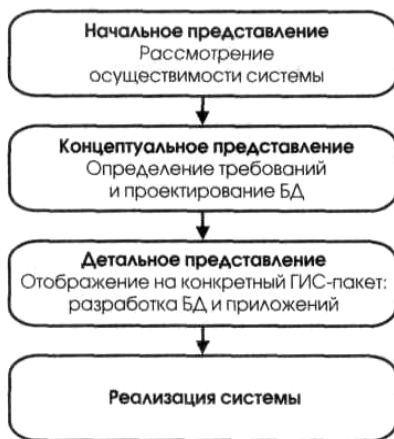 Начальное представление
Рассмотрение
осуществимости системы
Концептуальное представление
Определение требований
и проектирование БД
Детальное представление
Отображение на конкретный ГИС-пакет:
разработка БД и приложений
Реализация системы